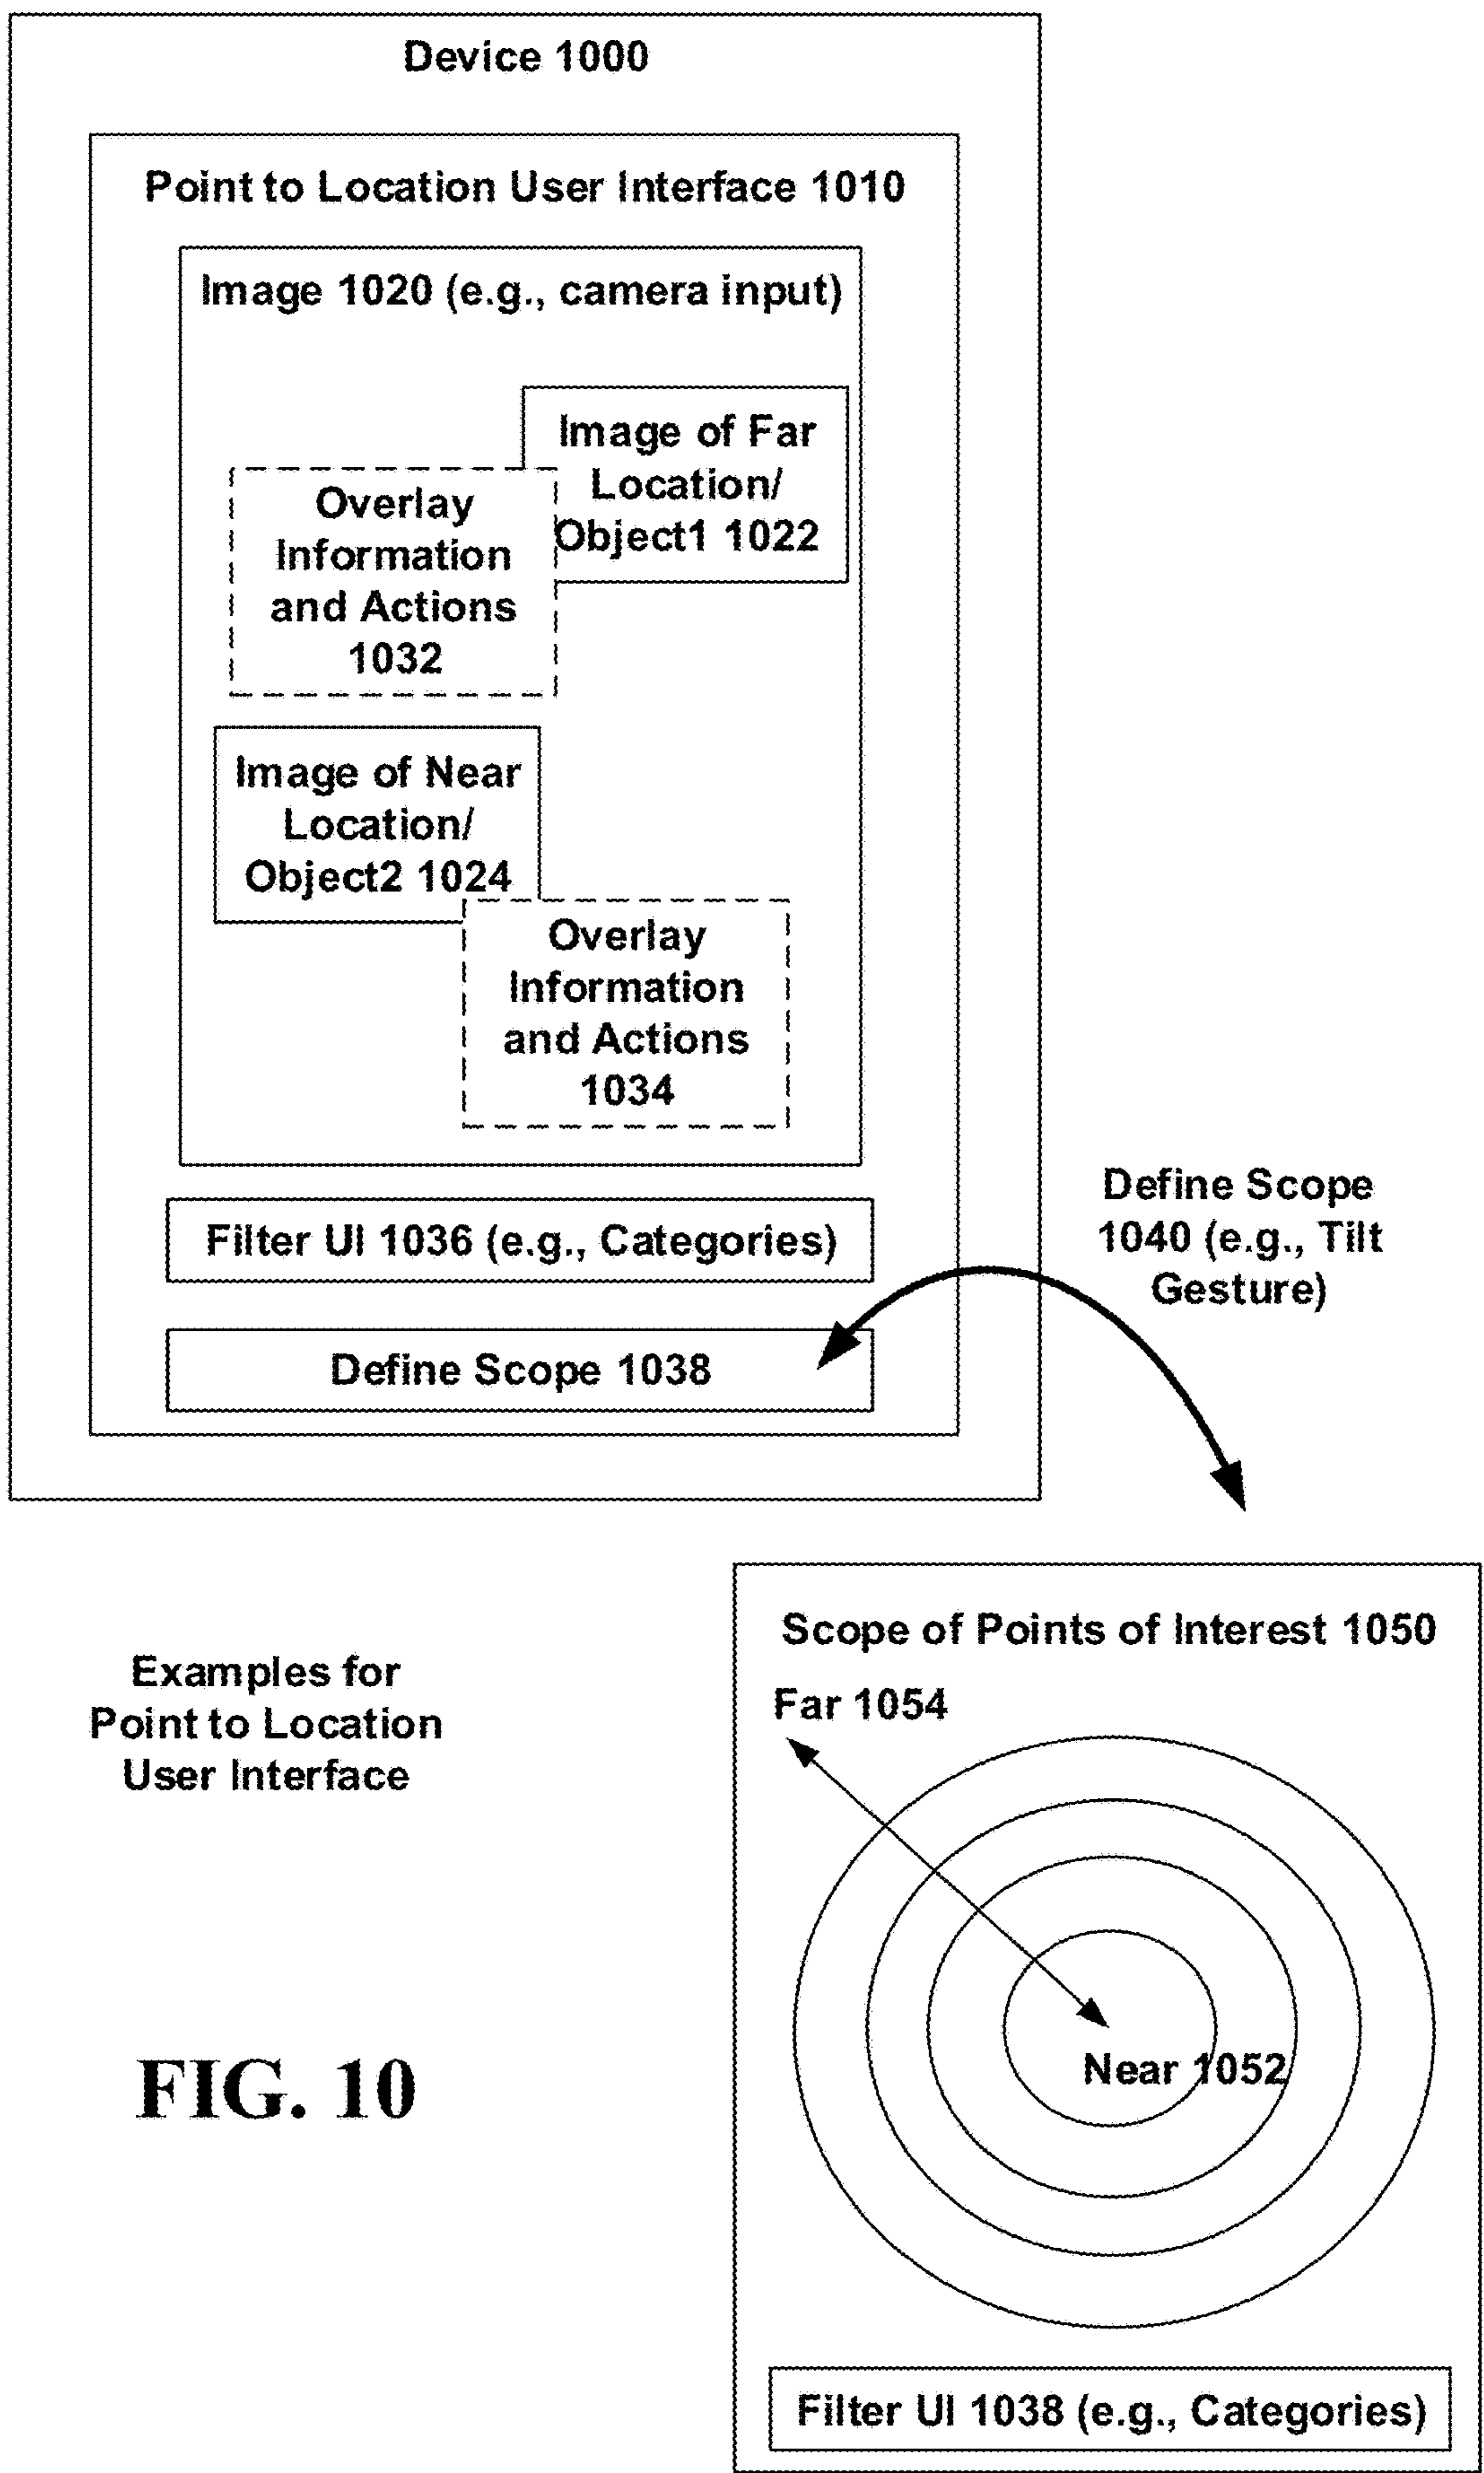 Device 1000
Point to Location User Interface 1010
Image 1020 (e.g., camera input)
Image of Far
Location/
Object1 1022
Overlay
Information
and Actions
1032
Image of Near
Location/
Object2 1024
Overlay
Information
and Actions
1034
Filter UI 1036 (e.g., Categories)
Define Scope 1038
Define Scope
1040 (e.g., Tilt
Gesture)
Scope of Points of Interest 1050
Far 1054
Near 1052
Filter UI 1038 (e.g., Categories)
Examples for
Point to Location
User Interface
FIG. 10